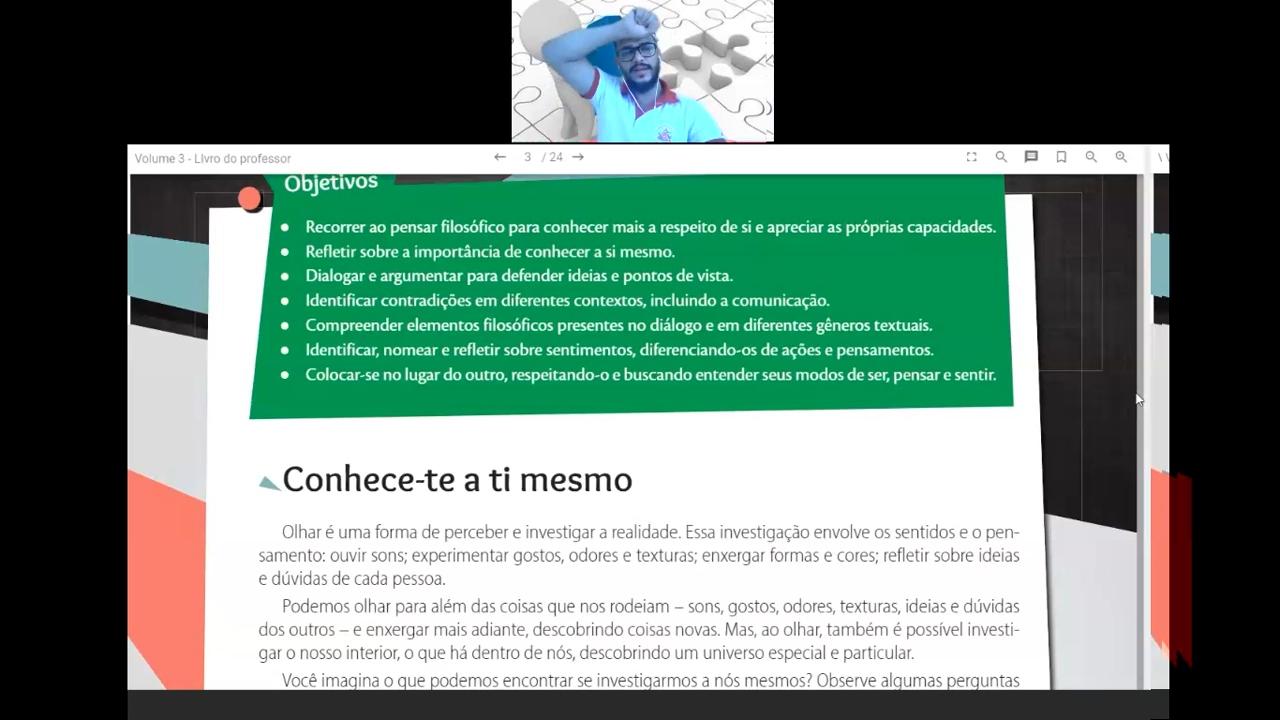 Volume 3 - LIvro do professor
3 / 24
Objetivos
Recorrer ao pensar filosófico para conhecer mais a respeito de si e apreciar as próprias capacidades.
Refletir sobre a importância de conhecer a si mesmo.
Dialogar e argumentar para defender ideias e pontos de vista.
Identificar contradições em diferentes contextos, incluindo a comunicação.
Compreender elementos filosóficos presentes no diálogo e em diferentes gêneros textuais.
Identificar, nomear e refletir sobre sentimentos, diferenciando-os de ações e pensamentos.
Colocar-se no lugar do outro, respeitando-o e buscando entender seus modos de ser, pensar e sentir.
Conhece-te a ti mesmo
Olhar é uma forma de perceber e investigar a realidade. Essa investigação envolve os sentidos e o pen-
samento: ouvir sons; experimentar gostos, odores e texturas; enxergar formas e cores; refletir sobre ideias
e dúvidas de cada pessoa.
Podemos olhar para além das coisas que nos rodeiam – sons, gostos, odores, texturas, ideias e dúvidas
dos outros – e enxergar mais adiante, descobrindo coisas novas. Mas, ao olhar, também é possível investi-
gar o nosso interior, o que há dentro de nós, descobrindo um universo especial e particular.
Você imagina o que podemos encontrar se investigarmos a nós mesmos? Observe algumas perguntas